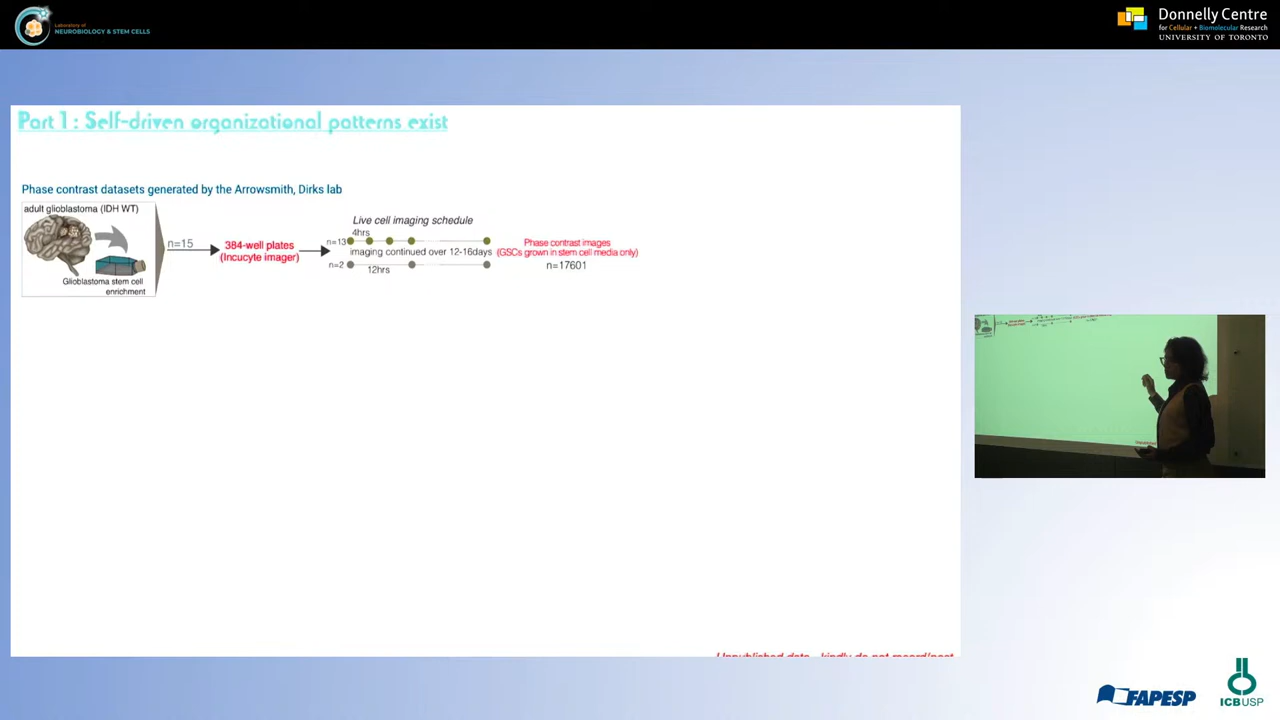 Laboratory of
NEUROBIOLOGY & STEM CELLS
Donnelly Centre
for Cellular + Biomolecular Research
UNIVERSITY OF TORONTO
Part 1 : Self-driven organizational patterns exist
Phase contrast datasets generated by the Arrowsmith, Dirks lab
adult glioblastoma (IDH WT)
Glioblastoma stem cell
enrichment
n=15
384-well plates
(Incucyte imager)
Live cell imaging schedule
4hrs
n=13
imaging continued over 12-16days
n=2
12hrs
Phase contrast images
(GSCs grown in stem cell media only)
n=17601
Unpublished data - kindly do not record/post
FAPESP
ICBUSP